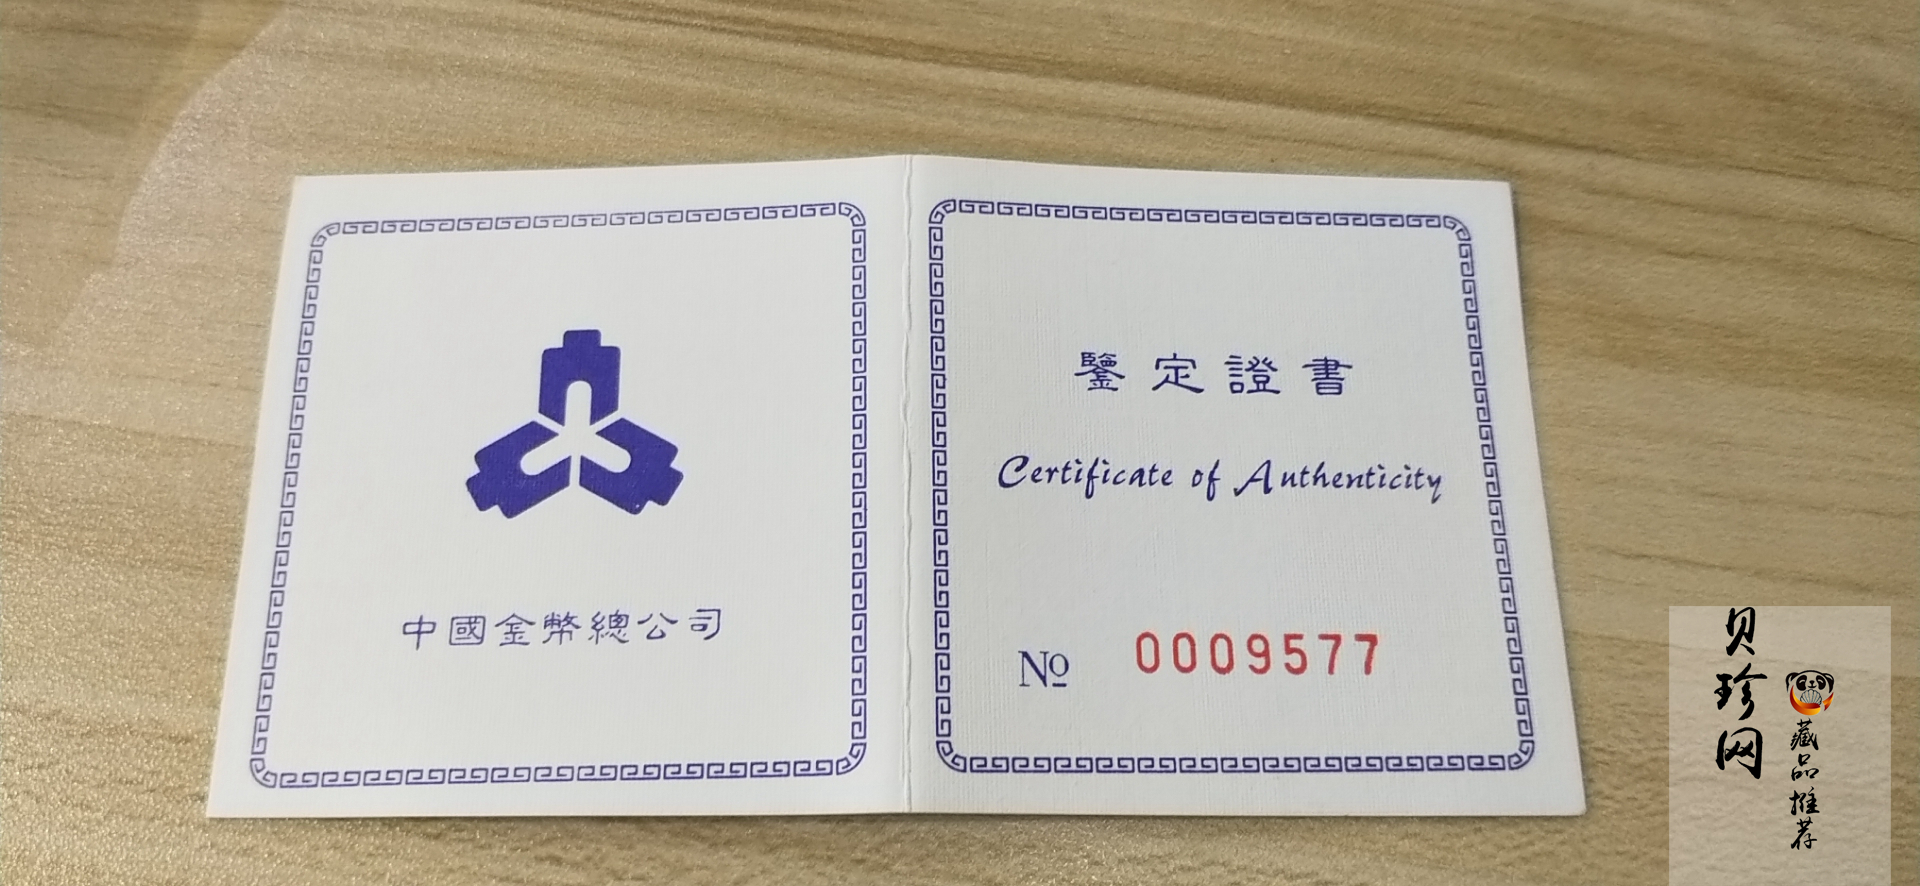 中國金幣總公司
鑒定證書
Certificate of Authenticity
№ 0009577
贝珍网
藏品推荐